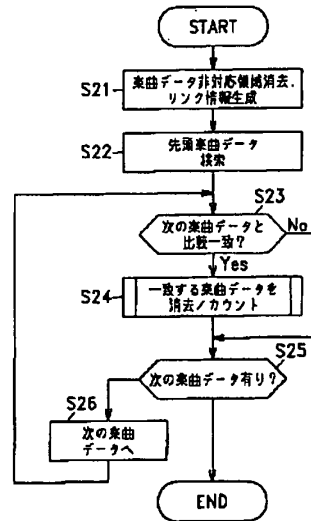 START
S21
楽曲データ非対応領域消去,
リンク情報生成
S22
先頭楽曲データ
検索
S23
次の楽曲データと
比較一致?
No
Yes
S24
一致する楽曲データを
消去/カウント
S25
次の楽曲データ有り?
S26
次の楽曲
データへ
END